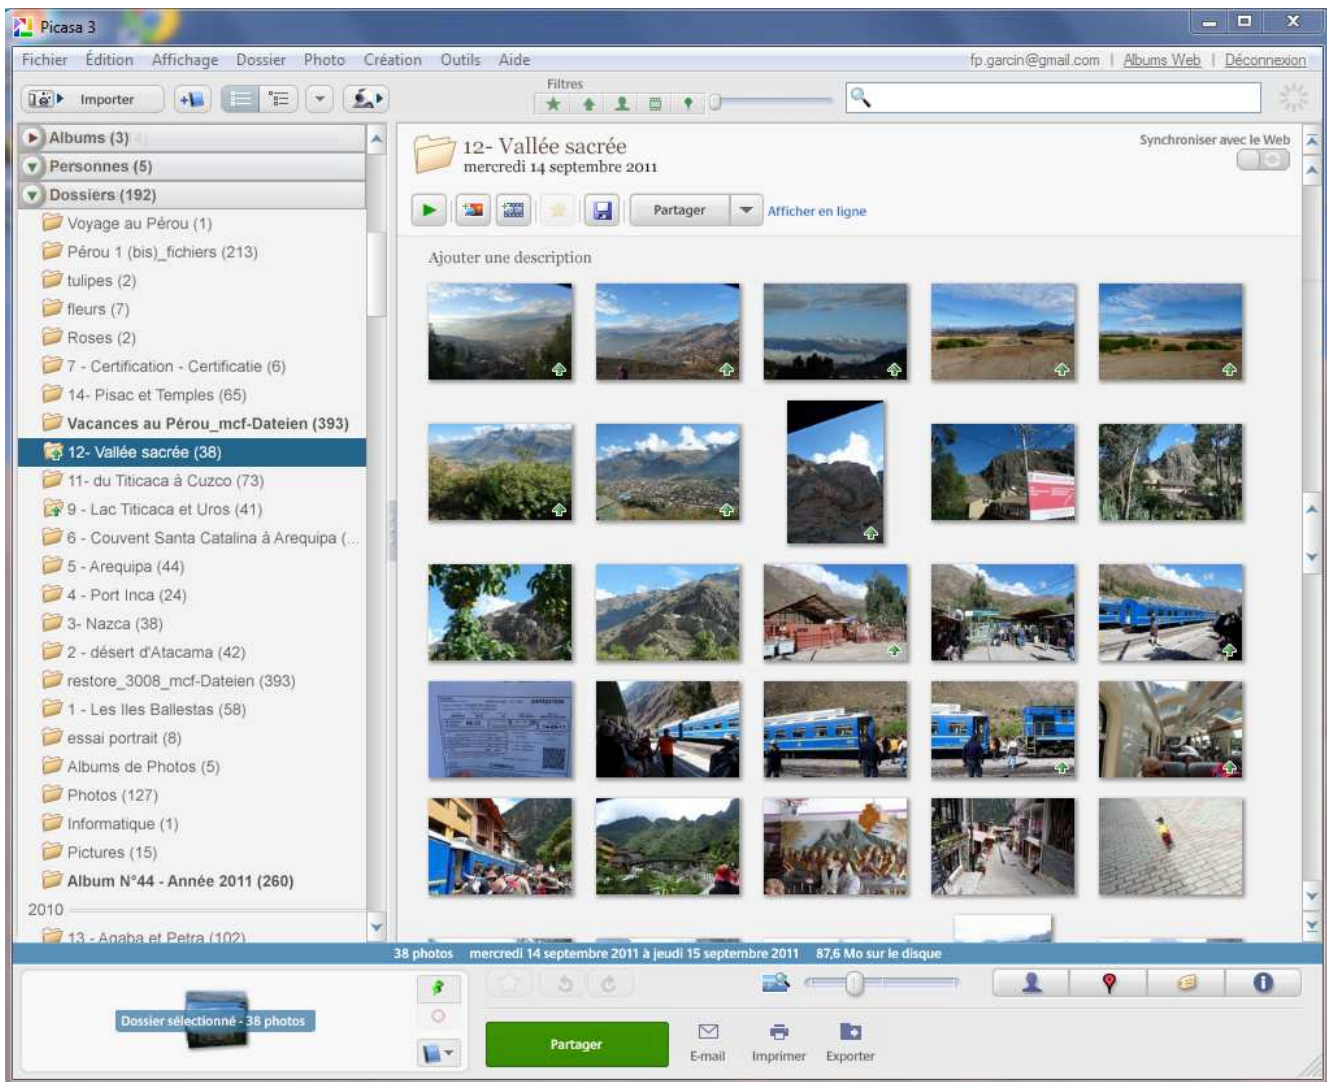 Picasa 3
Fichier Édition Affichage Dossier Photo Création Outils Aide
fp.garcin@gmail.com | Albums Web | Déconnexion
Importer
Filtres
Albums (3)
Personnes (5)
Dossiers (192)
Voyage au Pérou (1)
Pérou 1 (bis)_fichiers (213)
tulipes (2)
fleurs (7)
Roses (2)
7 - Certification - Certificatie (6)
14- Pisac et Temples (65)
Vacances au Pérou_mcf-Dateien (393)
12- Vallée sacrée (38)
11- du Titicaca à Cuzco (73)
9 - Lac Titicaca et Uros (41)
6 - Couvent Santa Catalina à Arequipa (...
5 - Arequipa (44)
4 - Port Inca (24)
3- Nazca (38)
2 - désert d'Atacama (42)
restore_3008_mcf-Dateien (393)
1 - Les Iles Ballestas (58)
essai portrait (8)
Albums de Photos (5)
Photos (127)
Informatique (1)
Pictures (15)
Album N°44 - Année 2011 (260)
2010
13 - Aqaba et Petra (102)
12- Vallée sacrée
mercredi 14 septembre 2011
Synchroniser avec le Web
Partager
Afficher en ligne
Ajouter une description
38 photos mercredi 14 septembre 2011 à jeudi 15 septembre 2011 87,6 Mo sur le disque
Dossier sélectionné - 38 photos
Partager
E-mail
Imprimer
Exporter